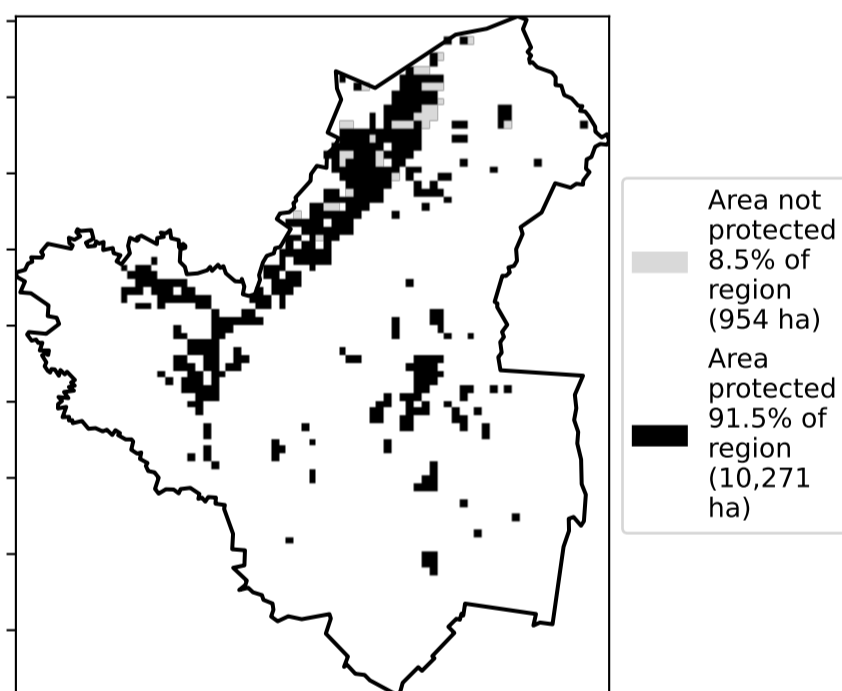 Area not
protected
8.5% of
region
(954 ha)
Area
protected
91.5% of
region
(10,271
ha)